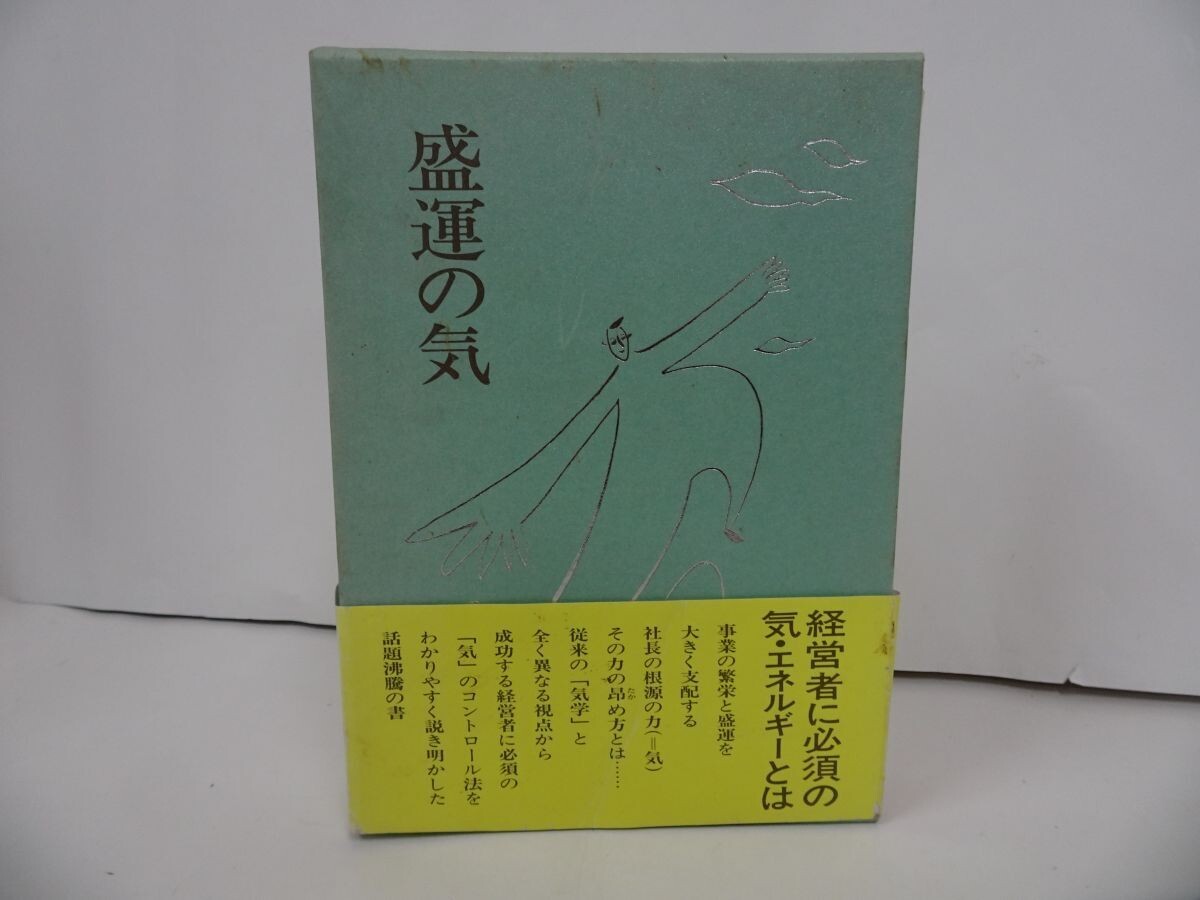 盛運の気
経営者に必須の
気・エネルギーとは
事業の繁栄と盛運を
大きく支配する
社長の根源の力(=気)
その力の昂め方とは……
たか
従来の「気学」と
全く異なる視点から
成功する経営者に必須の
「気」のコントロール法を
わかりやすく説き明かした
話題沸騰の書